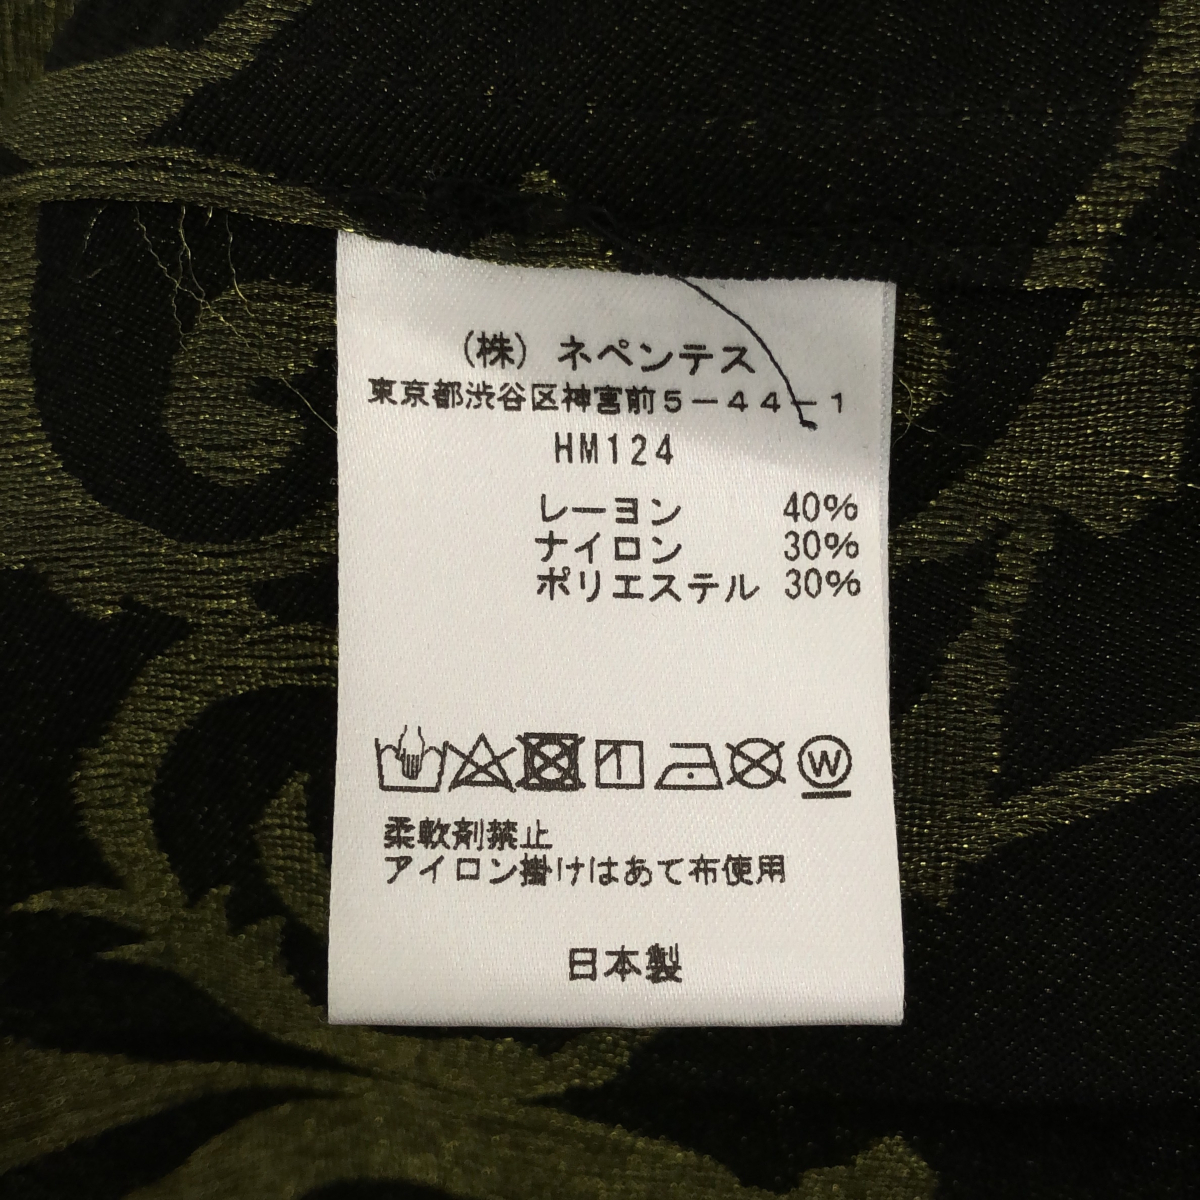 (株) ネペンテス
東京都渋谷区神宮前5-44-1
HM124
レーヨン 40%
ナイロン 30%
ポリエステル 30%
W
柔軟剤禁止
アイロン掛けはあて布使用
日本製